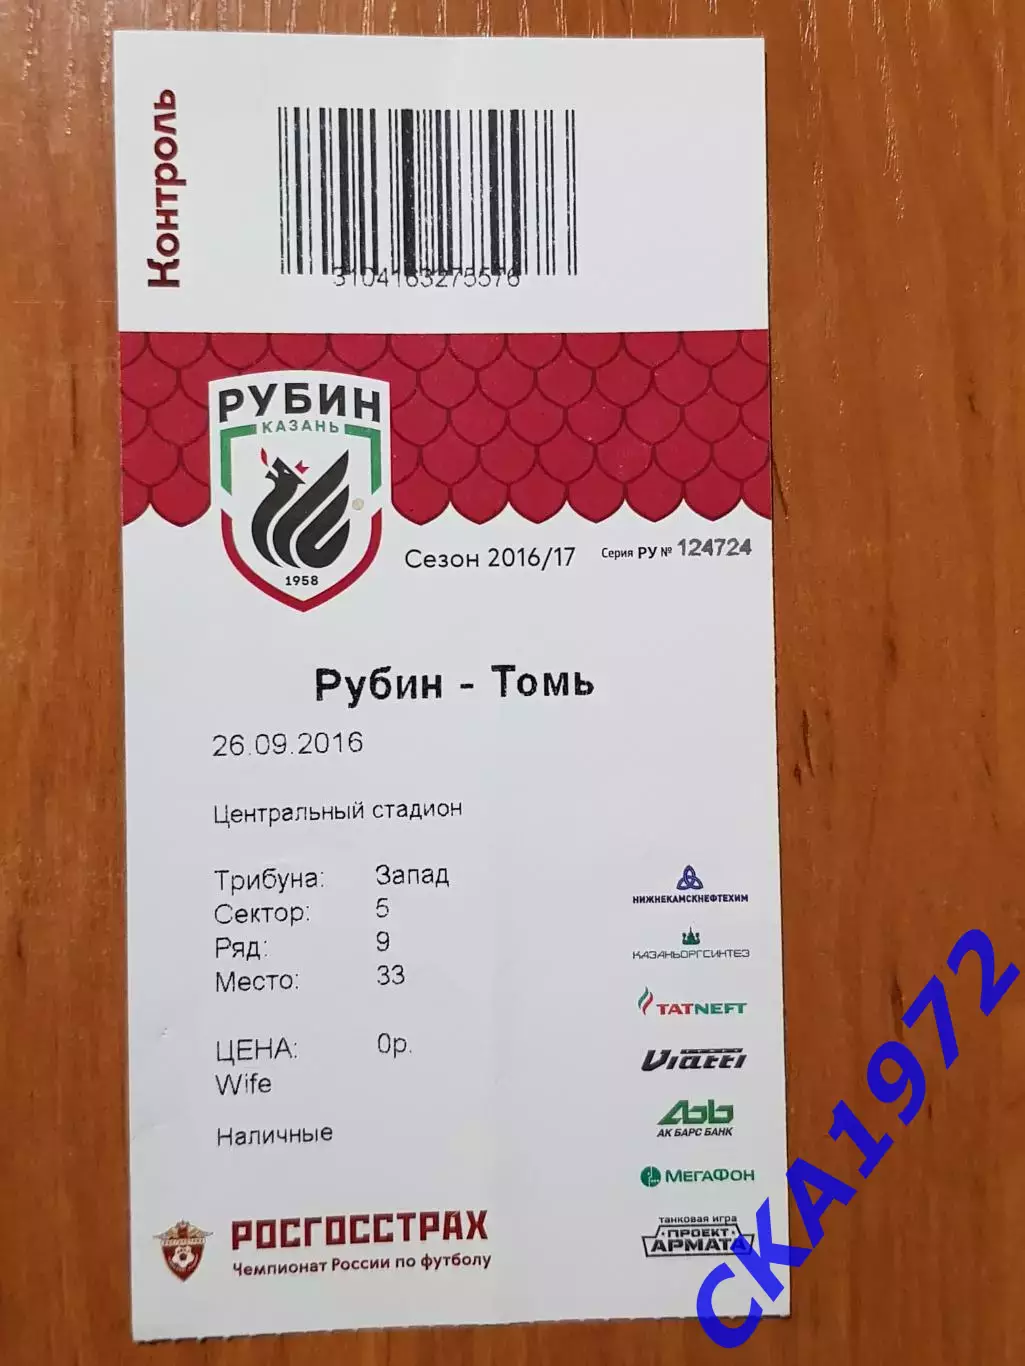 Контроль
3104163275576
РУБИН
КАЗАНЬ
1958
Сезон 2016/17
Серия РУ № 124724
Рубин - Томь
26.09.2016
Центральный стадион
Трибуна: Запад
Сектор: 5
Ряд: 9
Место: 33
ЦЕНА: 0р.
Wife
Наличные
НИЖНЕКАМСКНЕФТЕХИМ
КАЗАНЬОРГСИНТЕЗ
TATNEFT
Viatti
АК БАРС БАНК
МЕГАФОН
танковая игра
ПРОЕКТ
АРМАТА
РОСГОССТРАХ
Чемпионат России по футболу
СКА1972